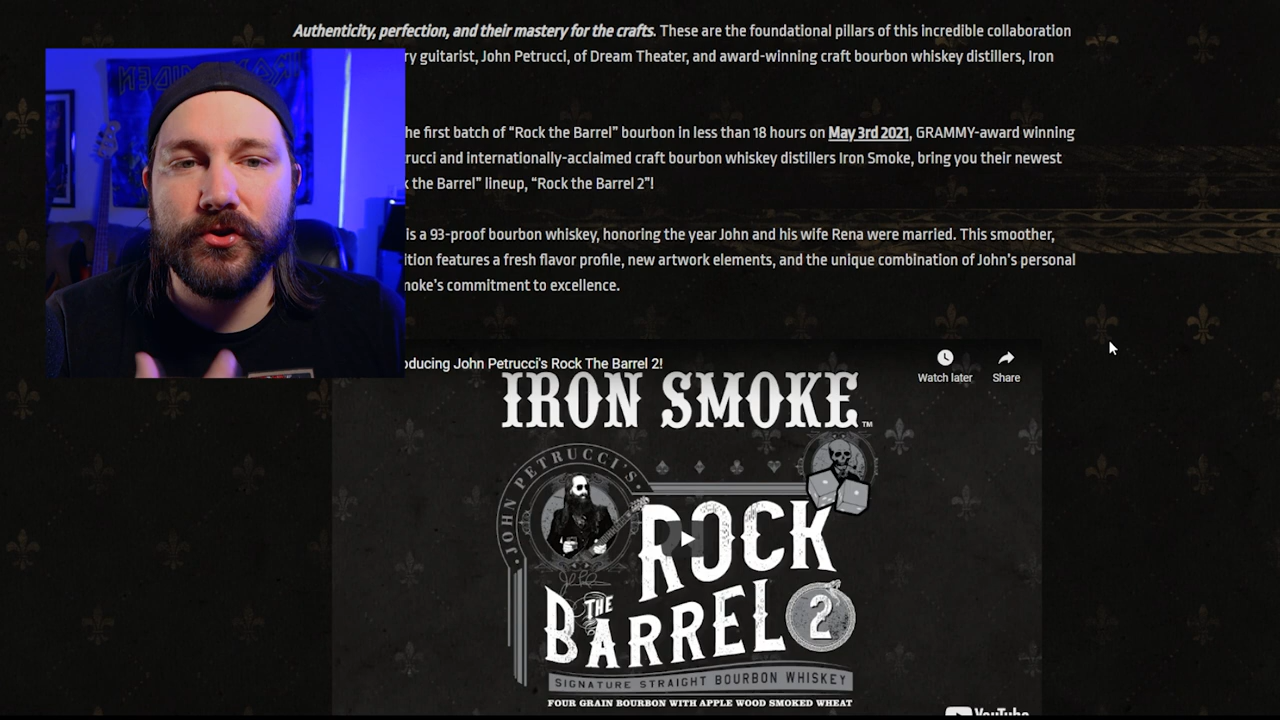 Authenticity, perfection, and their mastery for the crafts. These are the foundational pillars of this incredible collaboration
ry guitarist, John Petrucci, of Dream Theater, and award-winning craft bourbon whiskey distillers, Iron
he first batch of “Rock the Barrel” bourbon in less than 18 hours on May 3rd 2021, GRAMMY-award winning
trucci and internationally-acclaimed craft bourbon whiskey distillers Iron Smoke, bring you their newest
k the Barrel” lineup, “Rock the Barrel 2”!
is a 93-proof bourbon whiskey, honoring the year John and his wife Rena were married. This smoother,
ition features a fresh flavor profile, new artwork elements, and the unique combination of John’s personal
moke’s commitment to excellence.
oducing John Petrucci's Rock The Barrel 2!
Watch later
Share
IRON SMOKE™
JOHN PETRUCCI'S
ROCK
THE
BARREL 2
SIGNATURE STRAIGHT BOURBON WHISKEY
FOUR GRAIN BOURBON WITH APPLE WOOD SMOKED WHEAT
YouTube